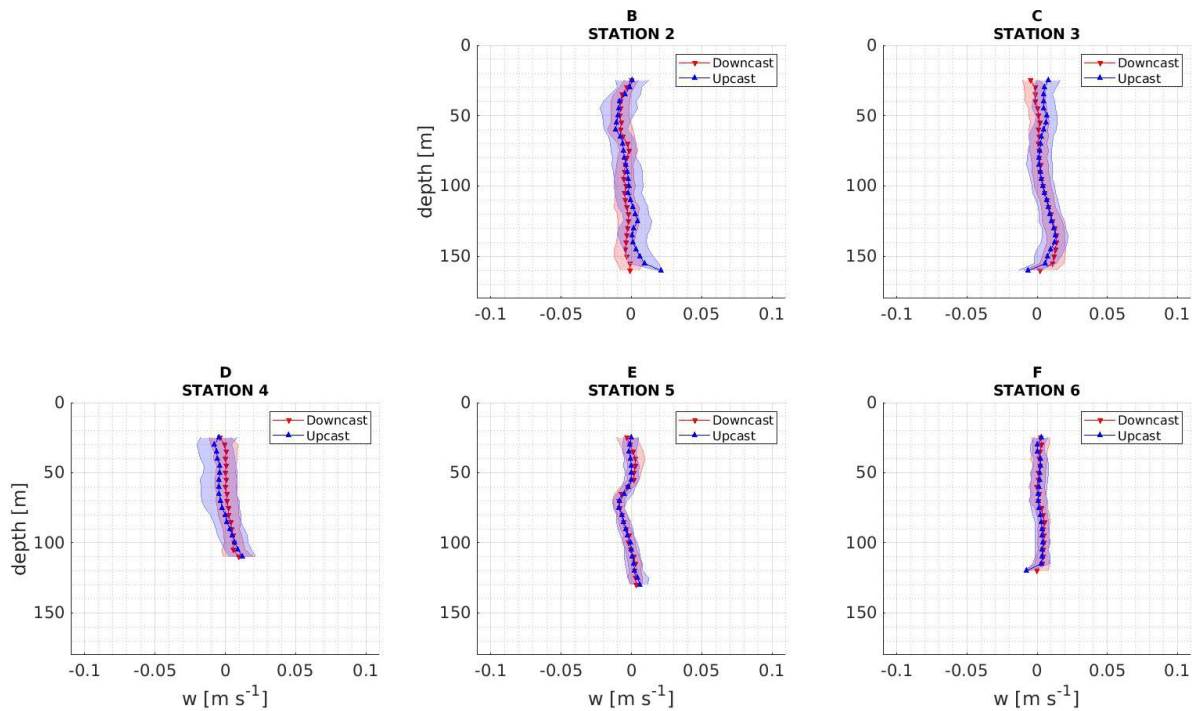 B
STATION 2
0
50
100
150
depth [m]
-0.1 -0.05 0 0.05 0.1
Downcast
Upcast
C
STATION 3
0
50
100
150
-0.1 -0.05 0 0.05 0.1
Downcast
Upcast
D
STATION 4
0
50
100
150
depth [m]
-0.1 -0.05 0 0.05 0.1
w [m s-1]
Downcast
Upcast
E
STATION 5
0
50
100
150
-0.1 -0.05 0 0.05 0.1
w [m s-1]
Downcast
Upcast
F
STATION 6
0
50
100
150
-0.1 -0.05 0 0.05 0.1
w [m s-1]
Downcast
Upcast